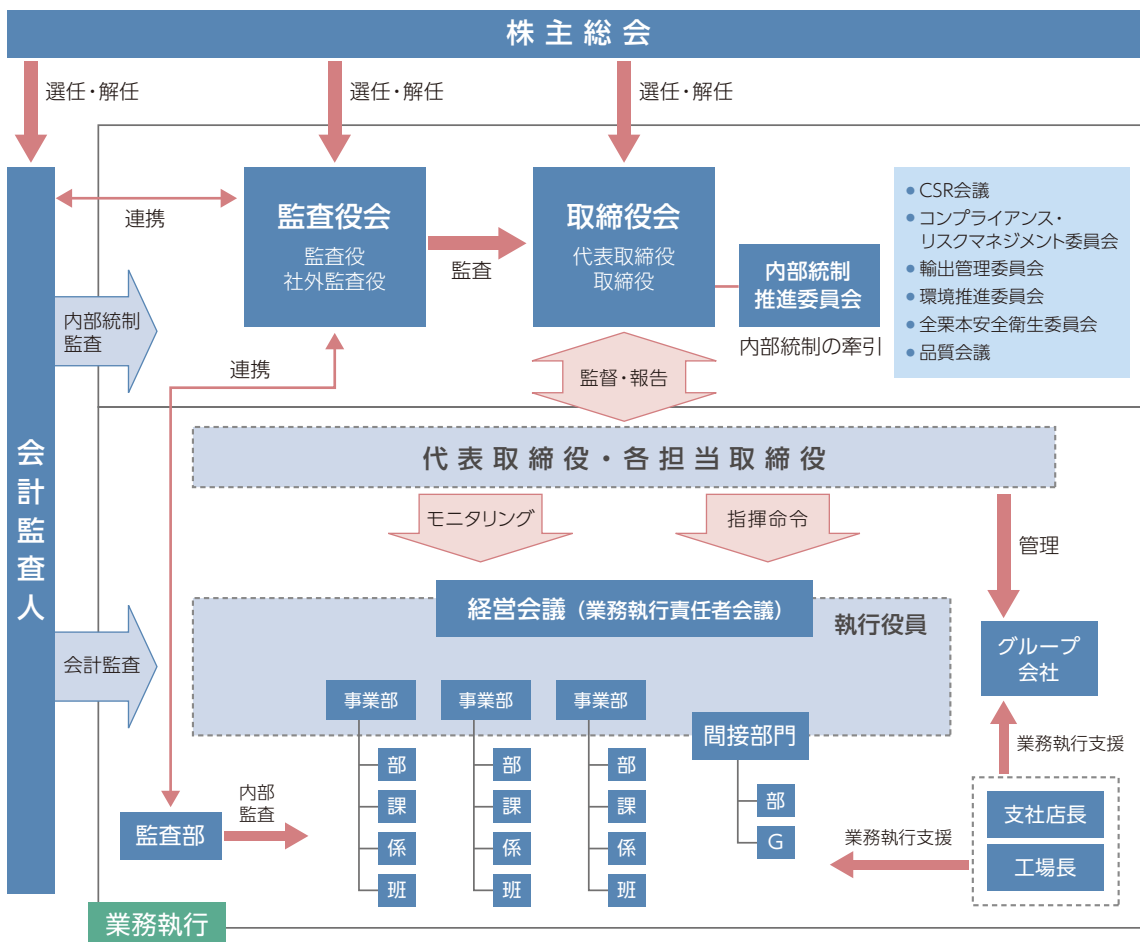 株主総会
選任・解任
選任・解任
選任・解任
連携
監査役会
監査役
社外監査役
監査
取締役会
代表取締役
取締役
内部統制
推進委員会
内部統制の牽引
● CSR会議
● コンプライアンス・
リスクマネジメント委員会
● 輸出管理委員会
● 環境推進委員会
● 全栗本安全衛生委員会
● 品質会議
内部統制
監査
連携
監督・報告
会計監査人
代表取締役・各担当取締役
モニタリング
指揮命令
管理
経営会議（業務執行責任者会議）
執行役員
会計監査
グループ
会社
事業部
事業部
事業部
間接部門
業務執行支援
部
課
係
班
部
課
係
班
部
課
係
班
部
G
内部
監査
監査部
業務執行支援
支社店長
工場長
業務執行